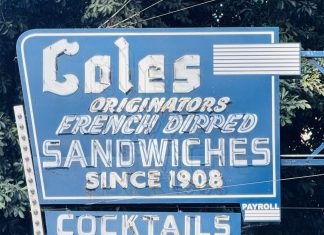 Coles
ORIGINATORS
FRENCH DIPPED
SANDWICHES
SINCE 1908
PAYROLL
COCKTAILS